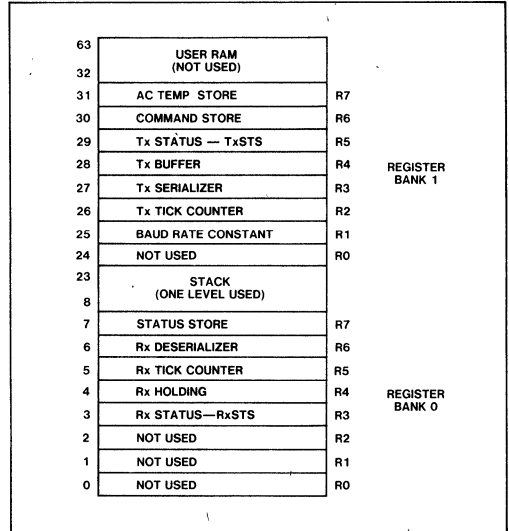 63 USER RAM
(NOT USED)
32
31 AC TEMP STORE R7
30 COMMAND STORE R6
29 Tx STATUS — TxSTS R5
28 Tx BUFFER R4 REGISTER
27 Tx SERIALIZER R3 BANK 1
26 Tx TICK COUNTER R2
25 BAUD RATE CONSTANT R1
24 NOT USED R0
23 STACK
8 (ONE LEVEL USED)
7 STATUS STORE R7
6 Rx DESERIALIZER R6
5 Rx TICK COUNTER R5
4 Rx HOLDING R4 REGISTER
3 Rx STATUS—RxSTS R3 BANK 0
2 NOT USED R2
1 NOT USED R1
0 NOT USED R0